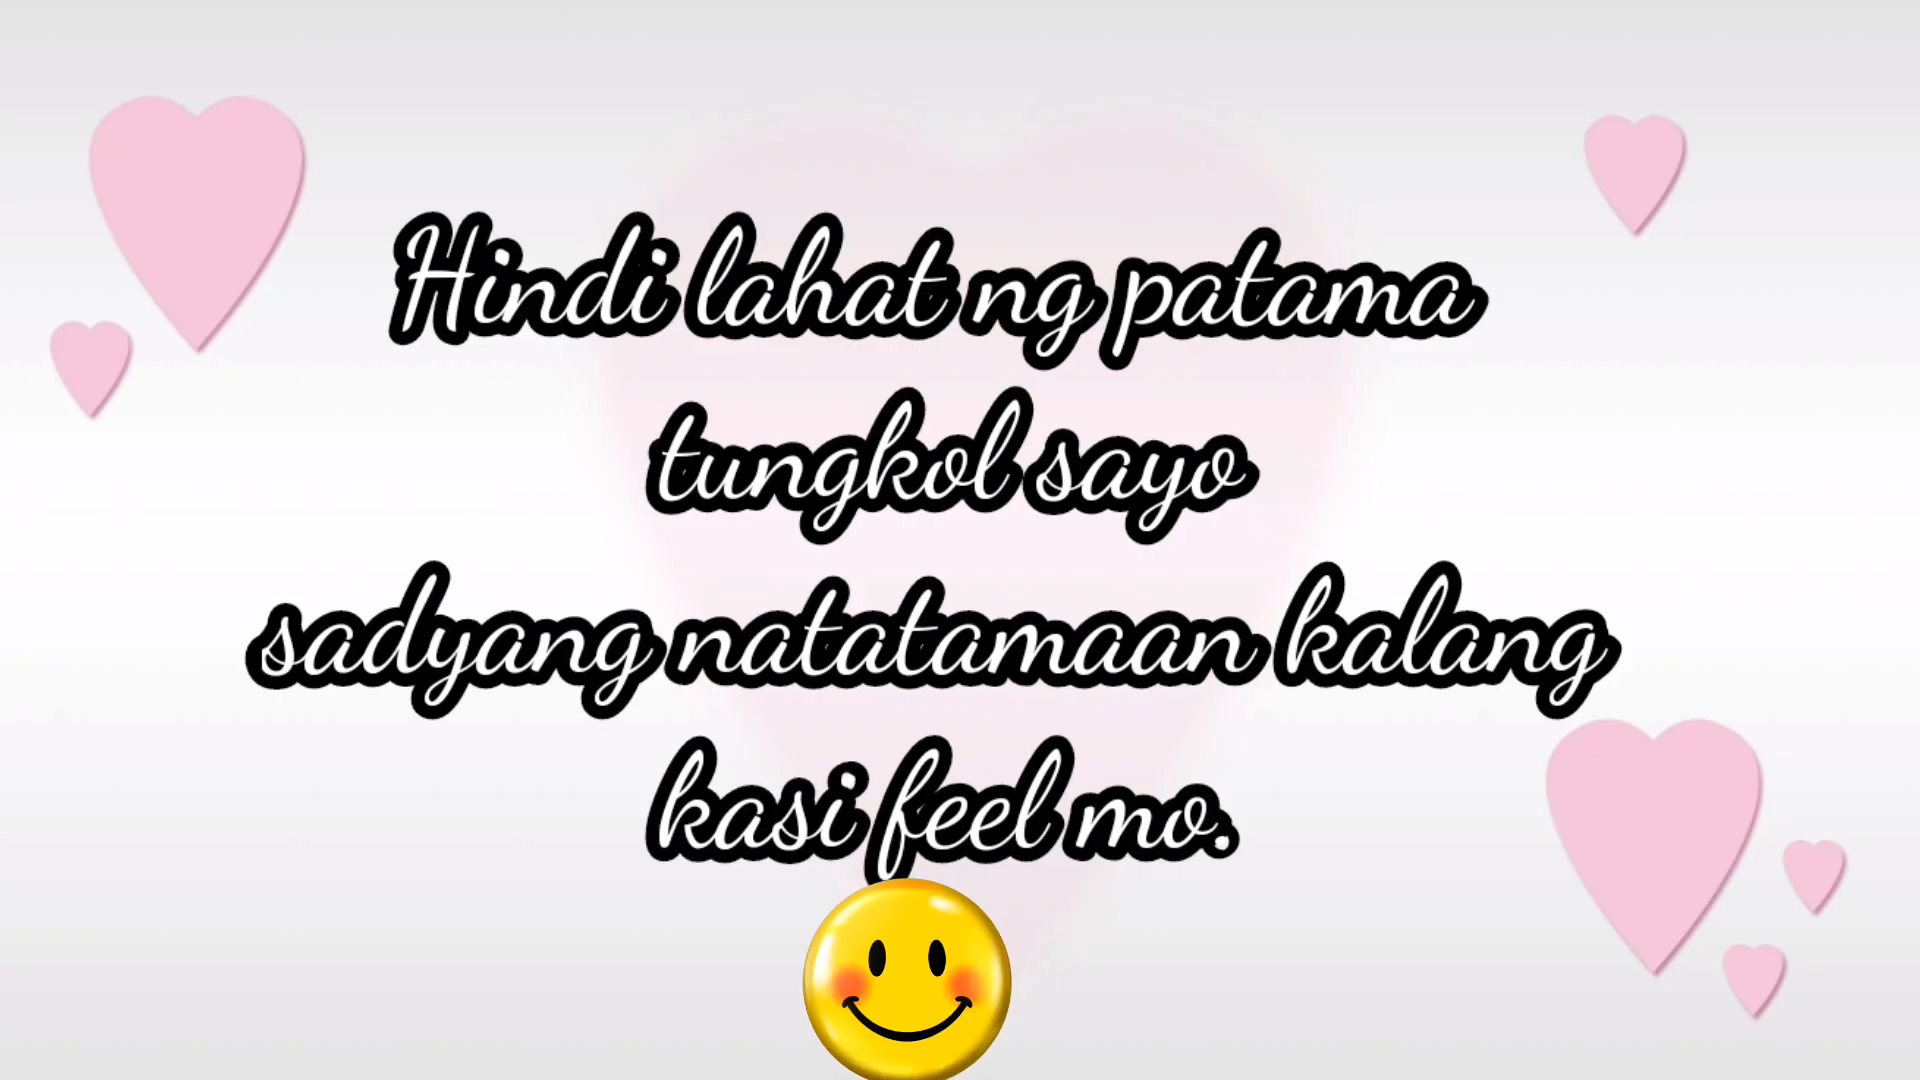 Hindi lahat ng patama
tungkol sayo
sadyang natatamaan kalang
kasi feel mo.